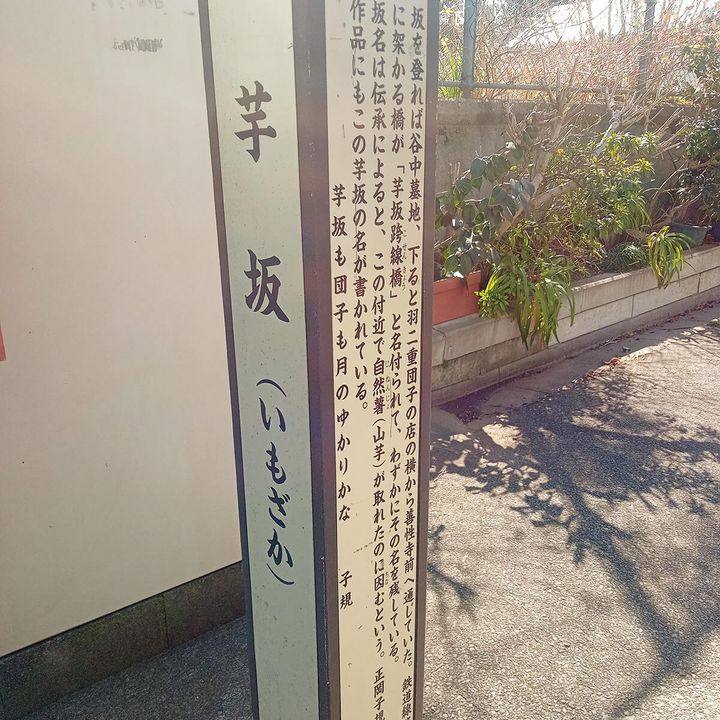 芋坂（いもざか）
坂を登れば谷中墓地、下ると羽二重団子の店の横から善性寺前へ通じていた。鉄道線
に架かる橋が「芋坂跨線橋」と名付られて、わずかにその名を残している。
坂名は伝承によると、この付近で自然薯（山芋）が取れたのに因むという。正岡子規
作品にもこの芋坂の名が書かれている。
芋坂も団子も月のゆかりかな 子規